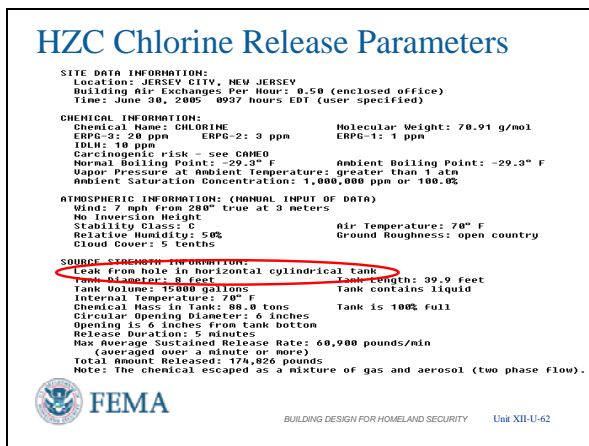 HZC Chlorine Release Parameters
SITE DATA INFORMATION:
Location: JERSEY CITY, NEW JERSEY
Building Air Exchanges Per Hour: 0.50 (enclosed office)
Time: June 30, 2005 0937 hours EDT (user specified)
CHEMICAL INFORMATION:
Chemical Name: CHLORINE Molecular Weight: 70.91 g/mol
ERPG-3: 20 ppm ERPG-2: 3 ppm ERPG-1: 1 ppm
IDLH: 10 ppm
Carcinogenic risk - see CAMEO
Normal Boiling Point: -29.3° F Ambient Boiling Point: -29.3° F
Vapor Pressure at Ambient Temperature: greater than 1 atm
Ambient Saturation Concentration: 1,000,000 ppm or 100.0%
ATMOSPHERIC INFORMATION: (MANUAL INPUT OF DATA)
Wind: 7 mph from 280° true at 3 meters
No Inversion Height
Stability Class: C Air Temperature: 70° F
Relative Humidity: 50% Ground Roughness: open country
Cloud Cover: 5 tenths
SOURCE STRENGTH INFORMATION:
Leak from hole in horizontal cylindrical tank
Tank Diameter: 8 feet Tank Length: 39.9 feet
Tank Volume: 15000 gallons Tank contains liquid
Internal Temperature: 70° F
Chemical Mass in Tank: 88.0 tons Tank is 100% full
Circular Opening Diameter: 6 inches
Opening is 6 inches from tank bottom
Release Duration: 5 minutes
Max Average Sustained Release Rate: 60,900 pounds/min
(averaged over a minute or more)
Total Amount Released: 174,826 pounds
Note: The chemical escaped as a mixture of gas and aerosol (two phase flow).
FEMA
BUILDING DESIGN FOR HOMELAND SECURITY Unit XII-U-62